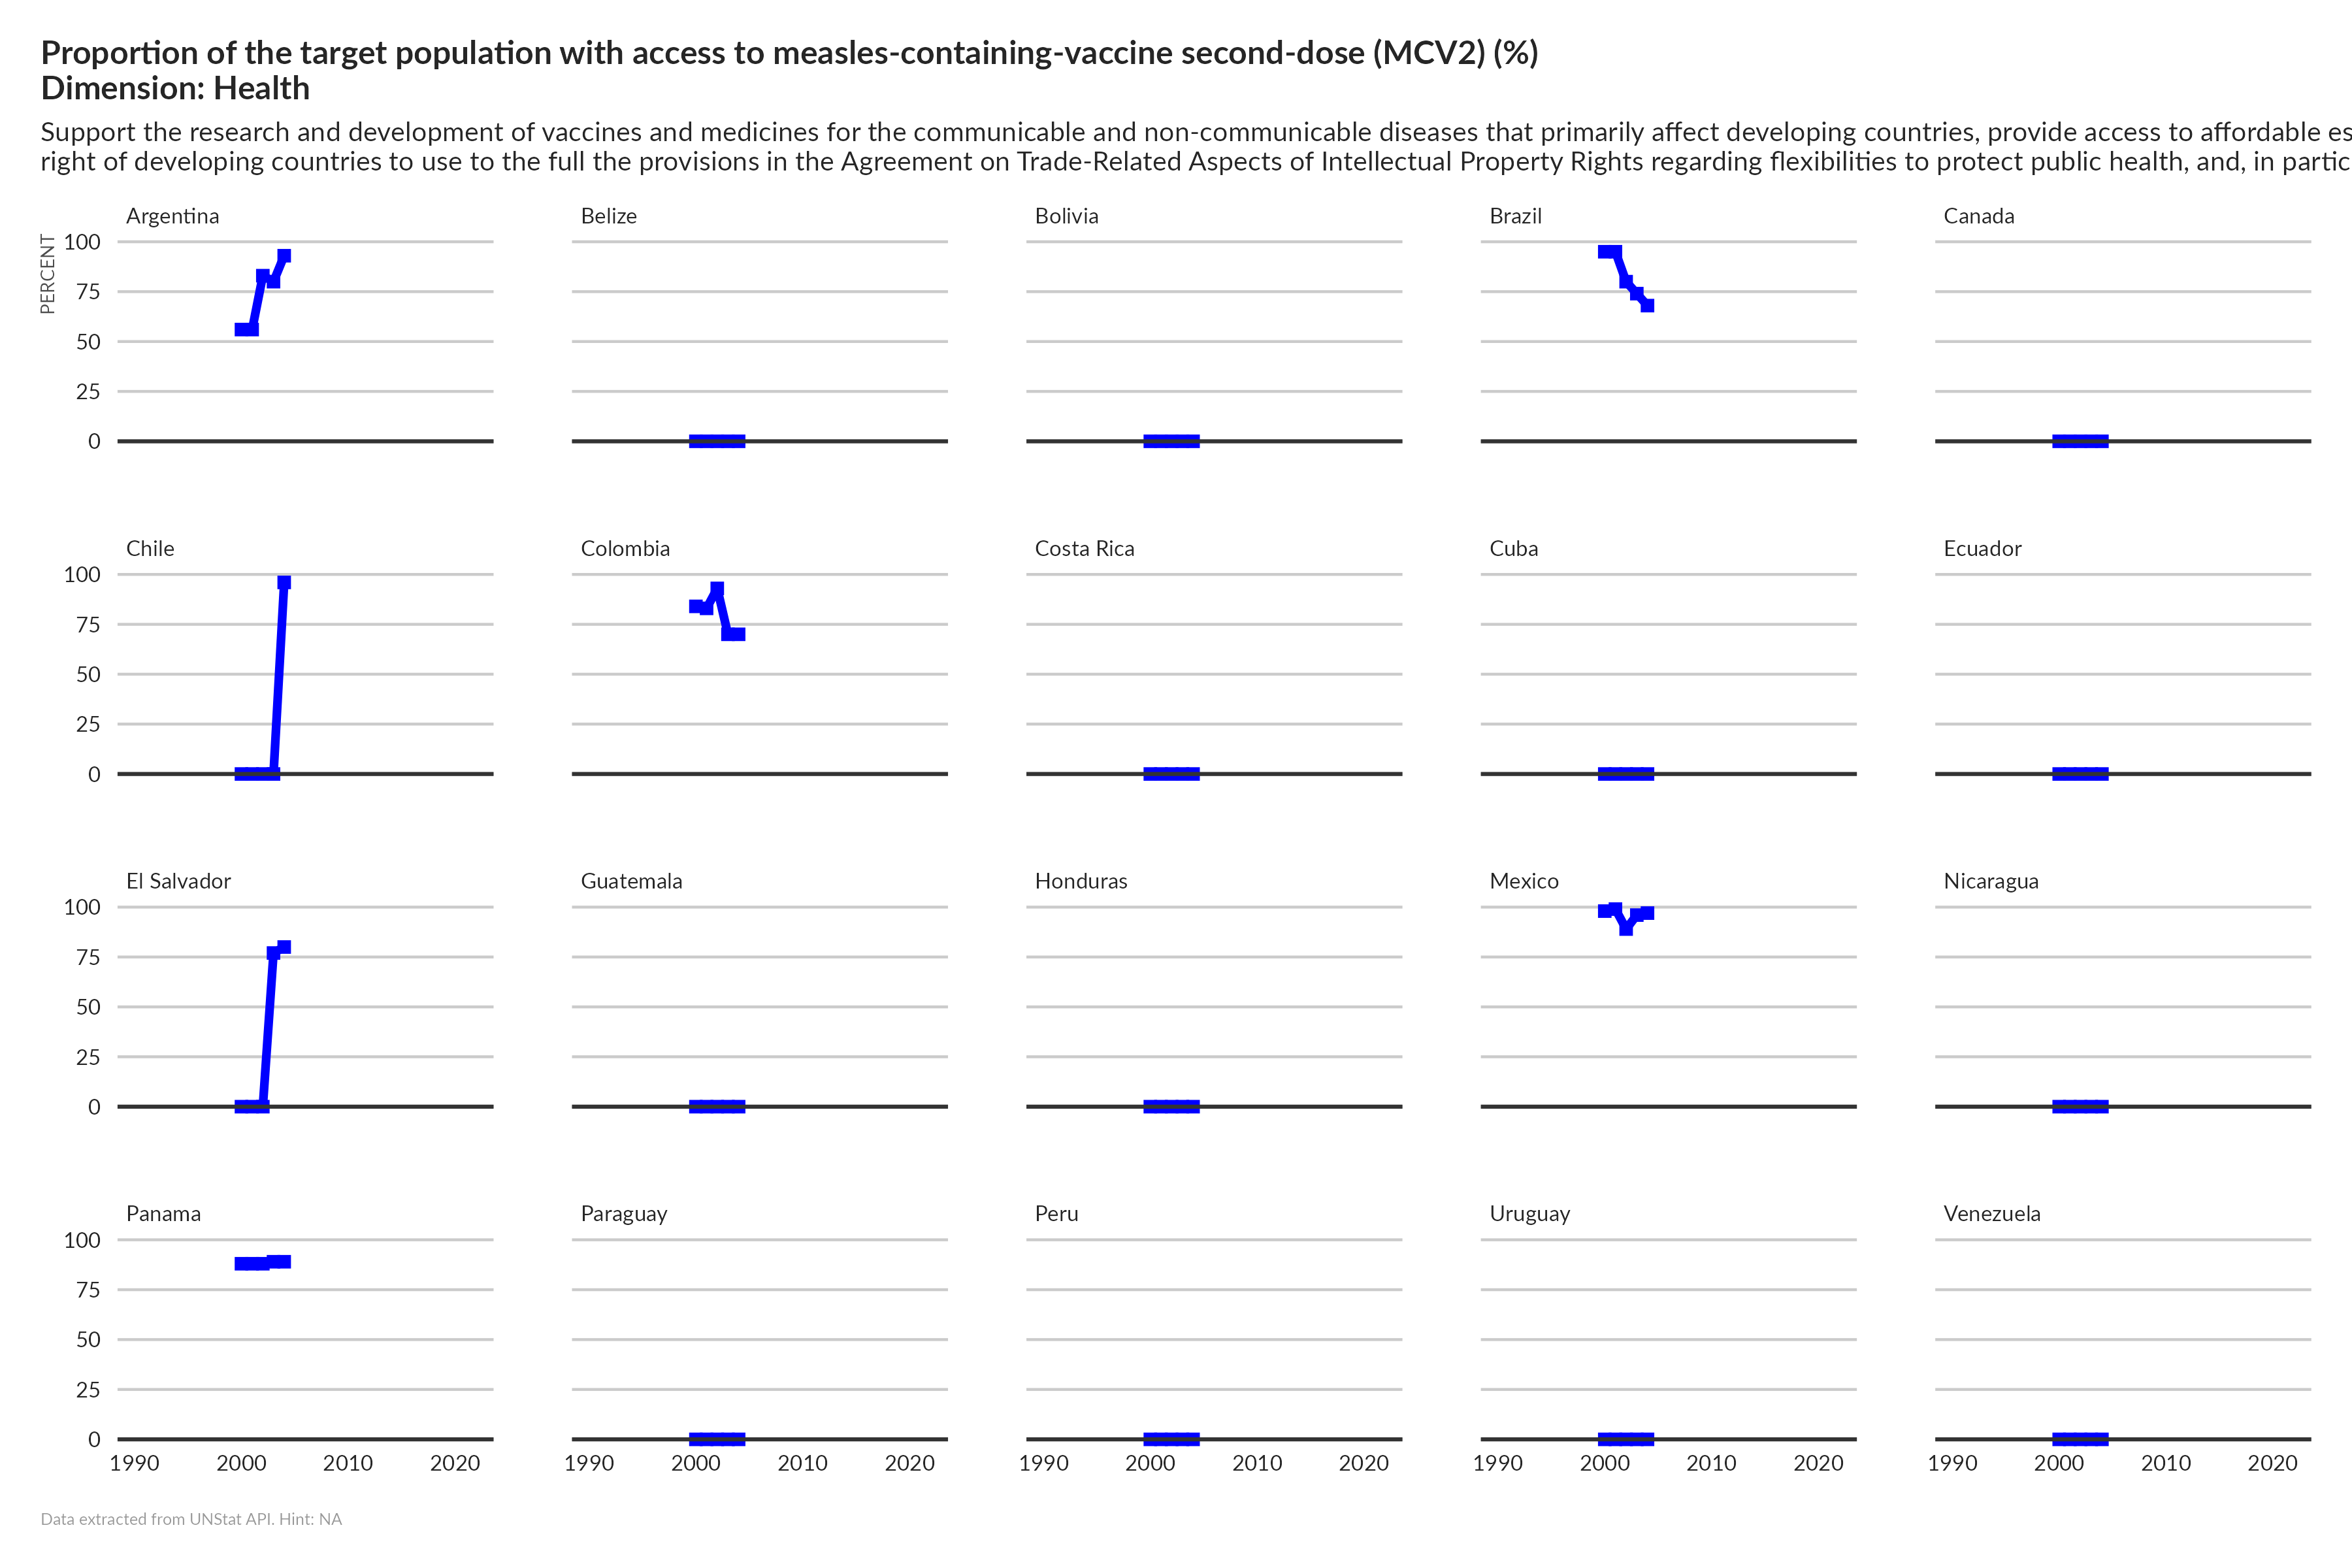 Proportion of the target population with access to measles-containing-vaccine second-dose (MCV2) (%)
Dimension: Health
Support the research and development of vaccines and medicines for the communicable and non-communicable diseases that primarily affect developing countries, provide access to affordable
right of developing countries to use to the full the provisions in the Agreement on Trade-Related Aspects of Intellectual Property Rights regarding flexibilities to protect public health, and, in
Argentina Belize Bolivia Brazil Canada
PERCENT
100
75
50
25
0
Chile Colombia Costa Rica Cuba Ecuador
100
75
50
25
0
El Salvador Guatemala Honduras Mexico Nicaragua
100
75
50
25
0
Panama Paraguay Peru Uruguay Venezuela
100
75
50
25
0
1990 2000 2010 2020 1990 2000 2010 2020 1990 2000 2010 2020 1990 2000 2010 2020 1990 2000 2010 2020
Data extracted from UNStat API. Hint: NA